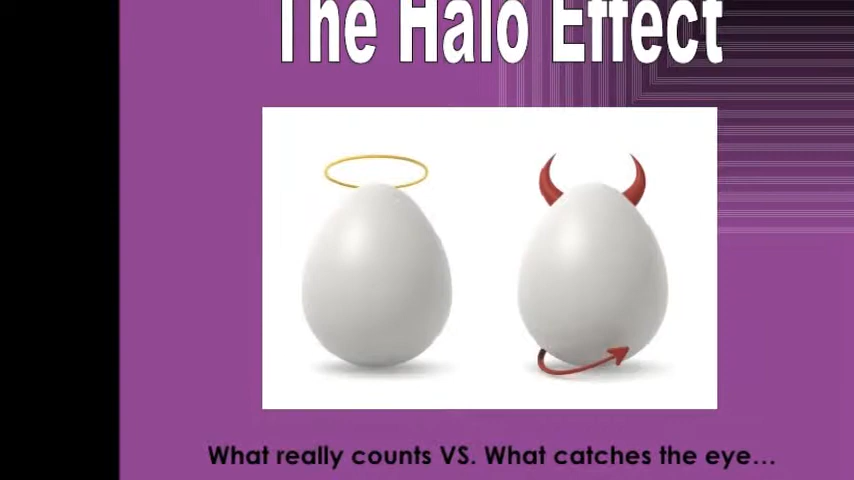 The Halo Effect
What really counts VS. What catches the eye...